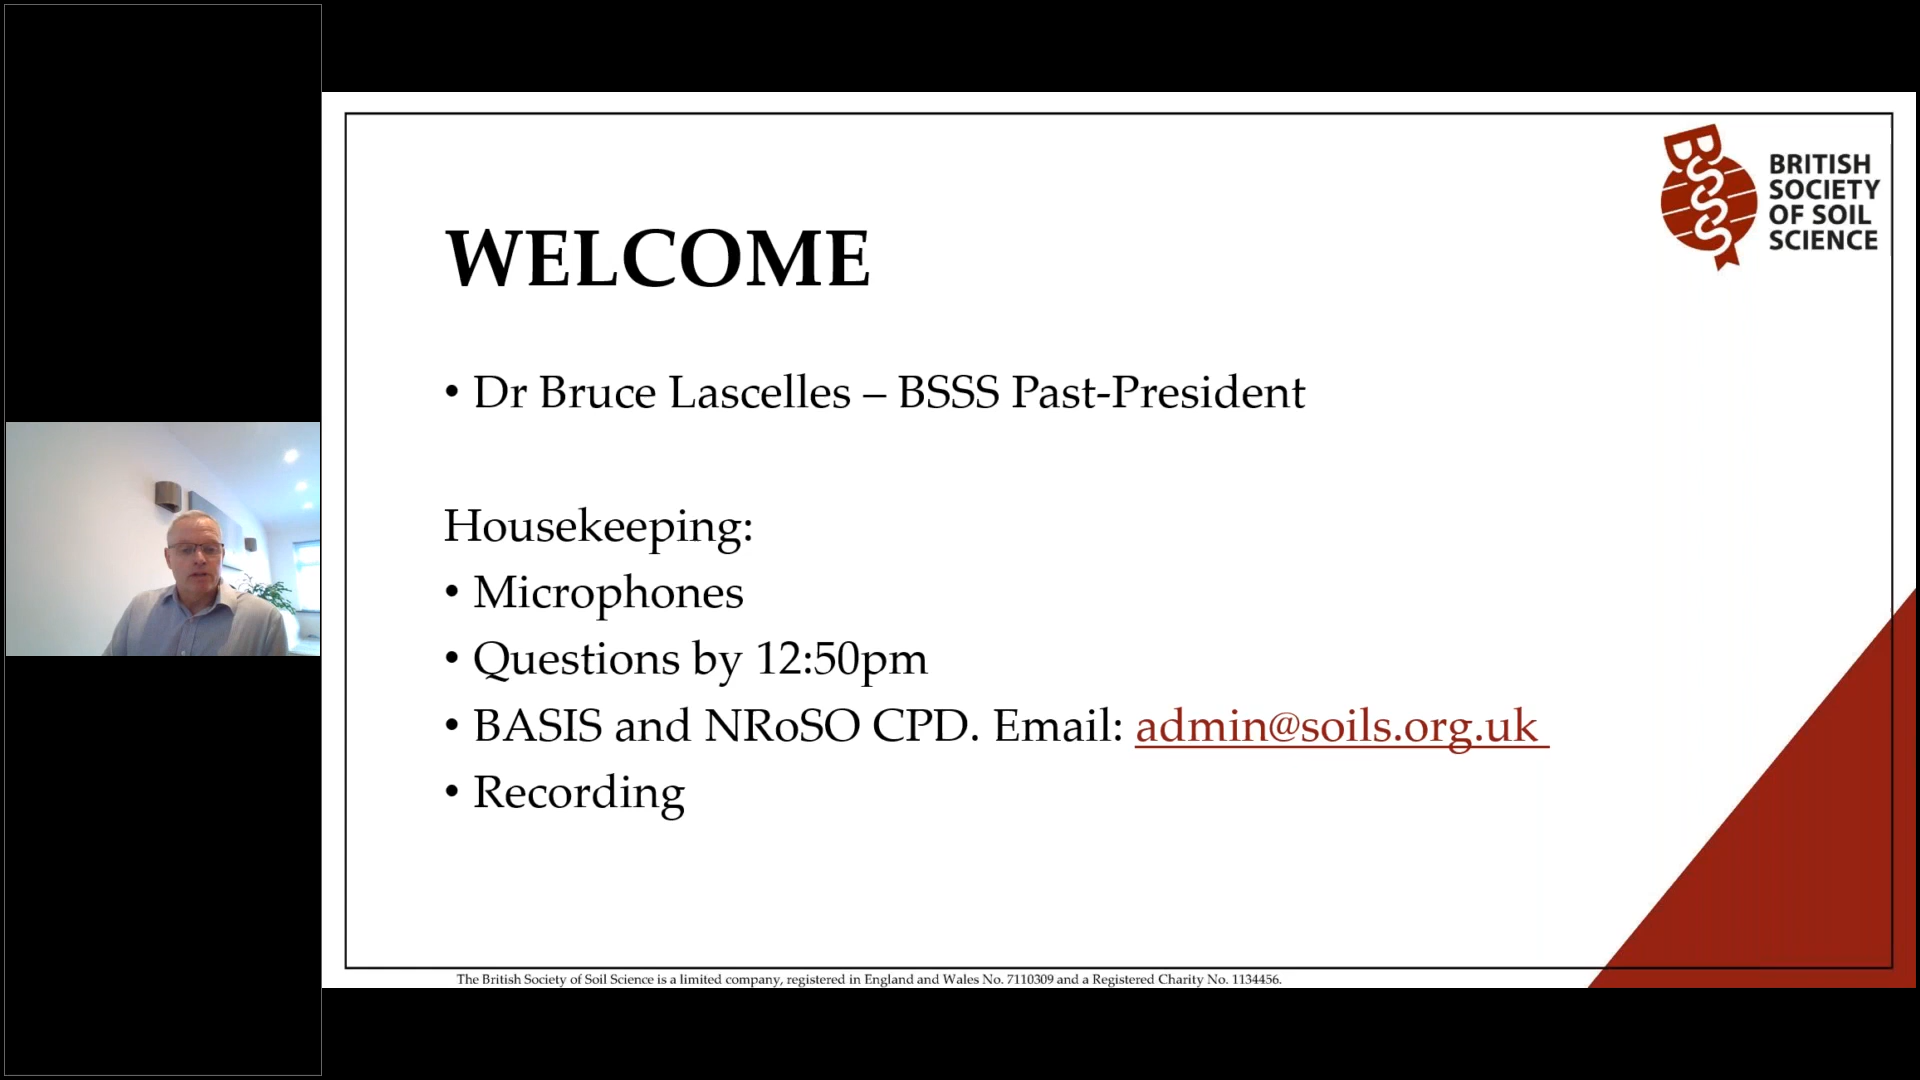 BSSS
BRITISH
SOCIETY
OF SOIL
SCIENCE
WELCOME
• Dr Bruce Lascelles – BSSS Past-President
Housekeeping:
• Microphones
• Questions by 12:50pm
• BASIS and NRoSO CPD. Email: admin@soils.org.uk
• Recording
The British Society of Soil Science is a limited company, registered in England and Wales No. 7110309 and a Registered Charity No. 1134456.